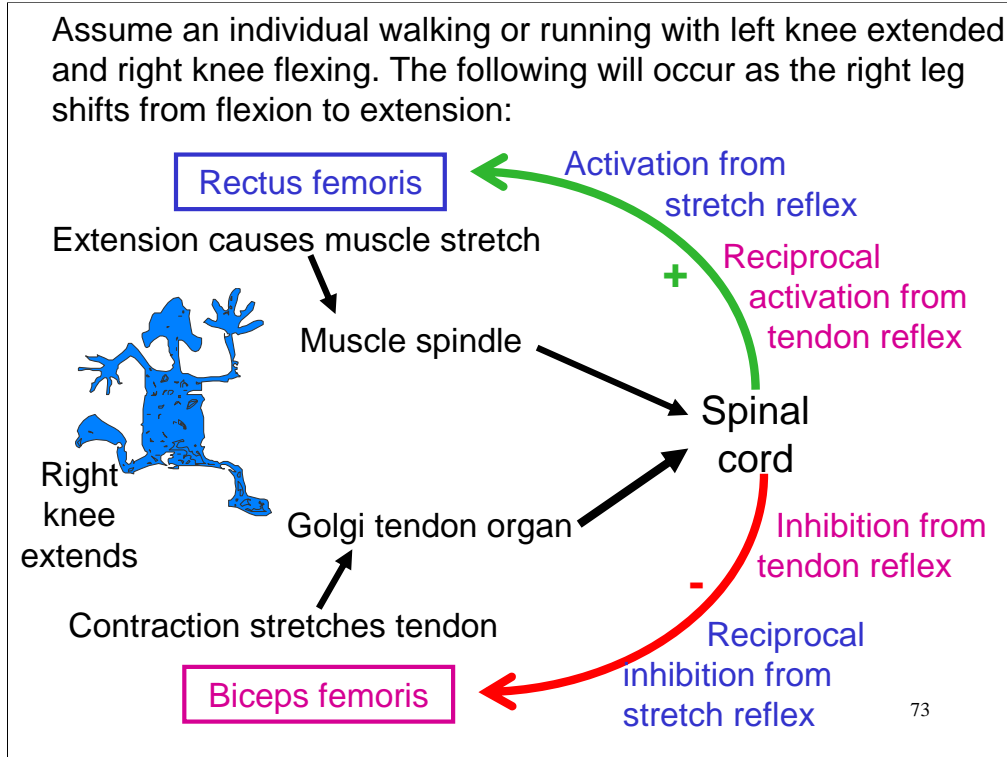 Assume an individual walking or running with left knee extended
and right knee flexing. The following will occur as the right leg
shifts from flexion to extension:
Rectus femoris
Activation from
stretch reflex
Extension causes muscle stretch
+
Reciprocal
activation from
tendon reflex
Muscle spindle
Spinal
cord
Right
knee
extends
Golgi tendon organ
Inhibition from
tendon reflex
-
Contraction stretches tendon
Reciprocal
inhibition from
stretch reflex
Biceps femoris
73